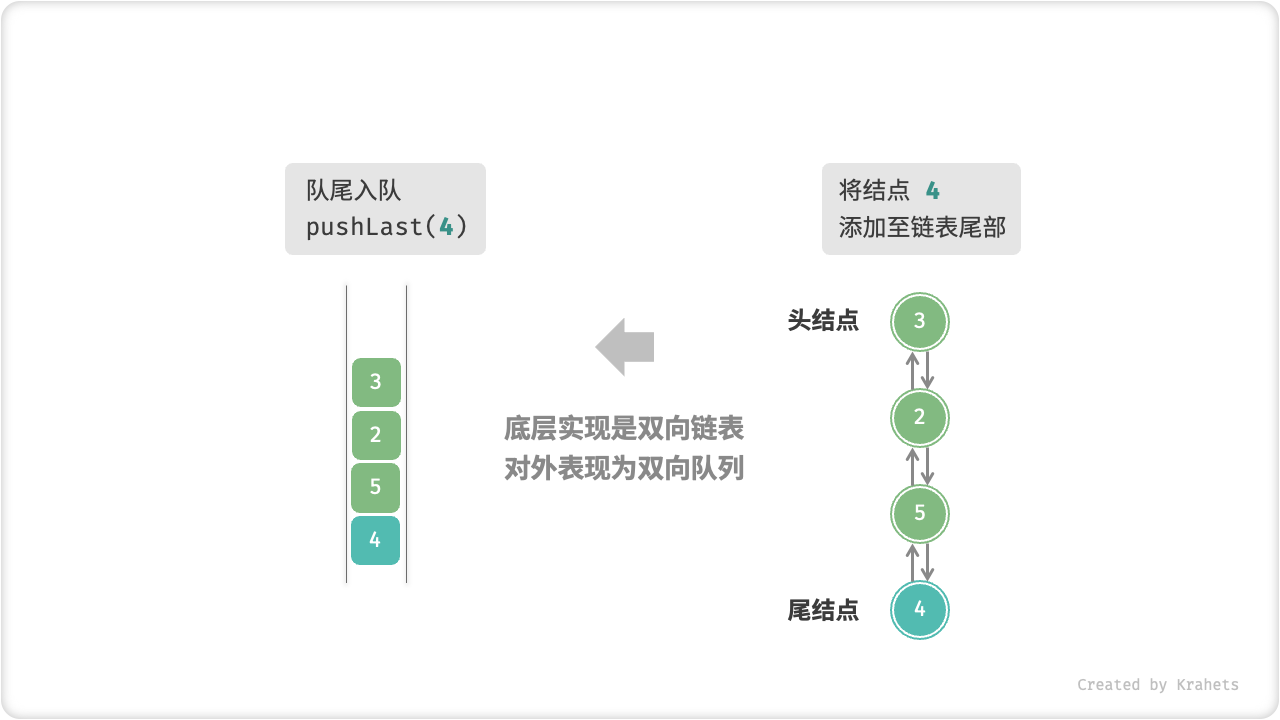 队尾入队
pushLast(4)
3
2
5
4
底层实现是双向链表
对外表现为双向队列
将结点 4
添加至链表尾部
头结点 3
2
5
尾结点 4
Created by Krahets